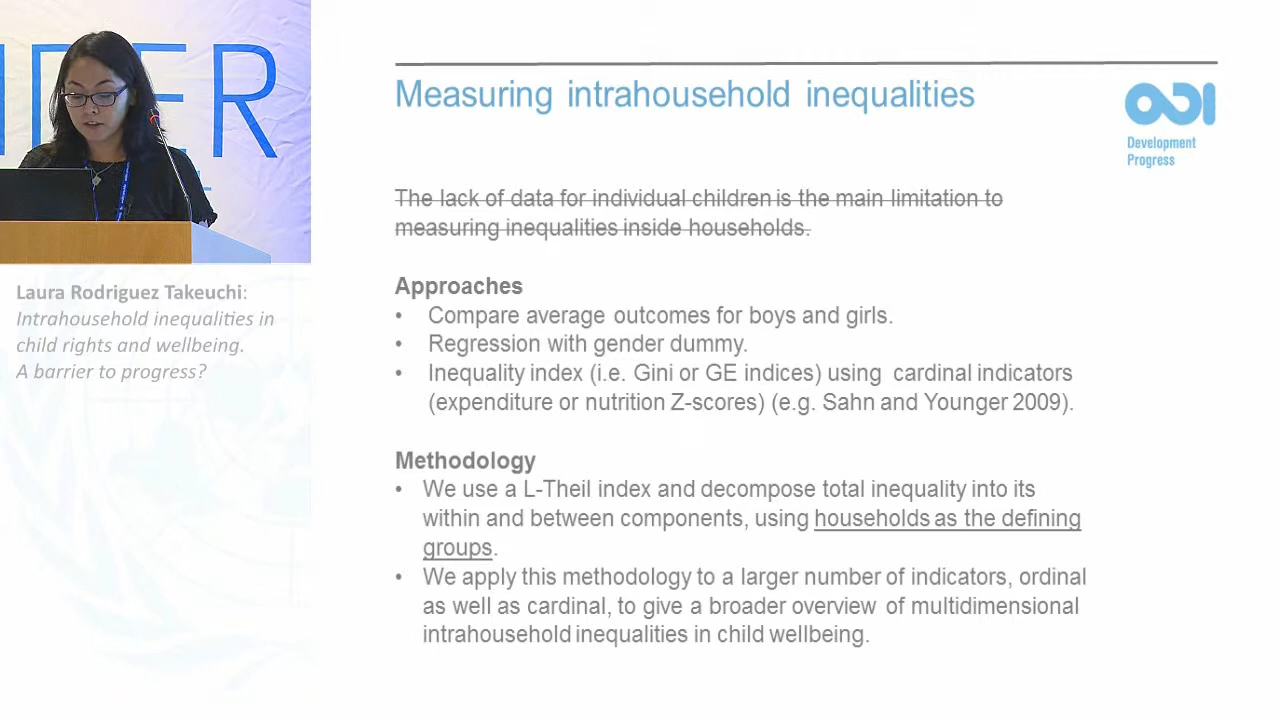 IDER
Measuring intrahousehold inequalities
ODI
Development
Progress
The lack of data for individual children is the main limitation to
measuring inequalities inside households.
Approaches
• Compare average outcomes for boys and girls.
• Regression with gender dummy.
• Inequality index (i.e. Gini or GE indices) using cardinal indicators
(expenditure or nutrition Z-scores) (e.g. Sahn and Younger 2009).
Methodology
• We use a L-Theil index and decompose total inequality into its
within and between components, using households as the defining
groups.
• We apply this methodology to a larger number of indicators, ordinal
as well as cardinal, to give a broader overview of multidimensional
intrahousehold inequalities in child wellbeing.
Laura Rodriguez Takeuchi:
Intrahousehold inequalities in
child rights and wellbeing.
A barrier to progress?